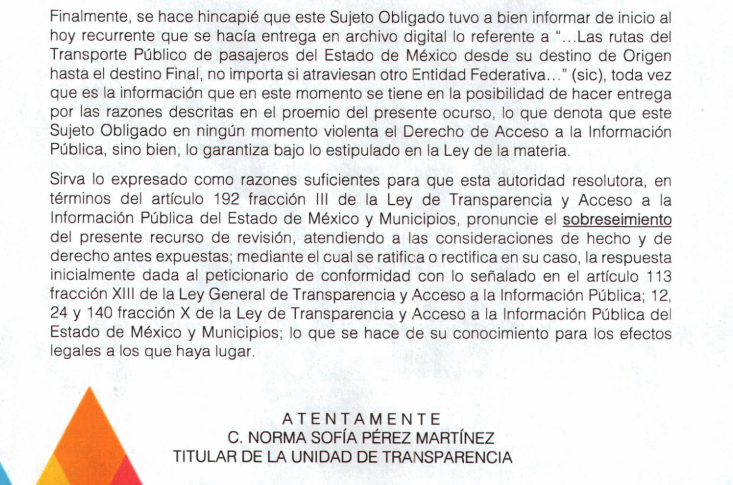 Finalmente, se hace hincapié que este Sujeto Obligado tuvo a bien informar de inicio al
hoy recurrente que se hacía entrega en archivo digital lo referente a “...Las rutas del
Transporte Público de pasajeros del Estado de México desde su destino de Origen
hasta el destino Final, no importa si atraviesan otro Entidad Federativa...” (sic), toda vez
que es la información que en este momento se tiene en la posibilidad de hacer entrega
por las razones descritas en el proemio del presente ocurso, lo que denota que este
Sujeto Obligado en ningún momento violenta el Derecho de Acceso a la Información
Pública, sino bien, lo garantiza bajo lo estipulado en la Ley de la materia.
Sirva lo expresado como razones suficientes para que esta autoridad resolutora, en
términos del artículo 192 fracción III de la Ley de Transparencia y Acceso a la
Información Pública del Estado de México y Municipios, pronuncie el sobreseimiento
del presente recurso de revisión, atendiendo a las consideraciones de hecho y de
derecho antes expuestas; mediante el cual se ratifica o rectifica en su caso, la respuesta
inicialmente dada al peticionario de conformidad con lo señalado en el artículo 113
fracción XIII de la Ley General de Transparencia y Acceso a la Información Pública; 12,
24 y 140 fracción X de la Ley de Transparencia y Acceso a la Información Pública del
Estado de México y Municipios; lo que se hace de su conocimiento para los efectos
legales a los que haya lugar.
A T E N T A M E N T E
C. NORMA SOFÍA PÉREZ MARTÍNEZ
TITULAR DE LA UNIDAD DE TRANSPARENCIA